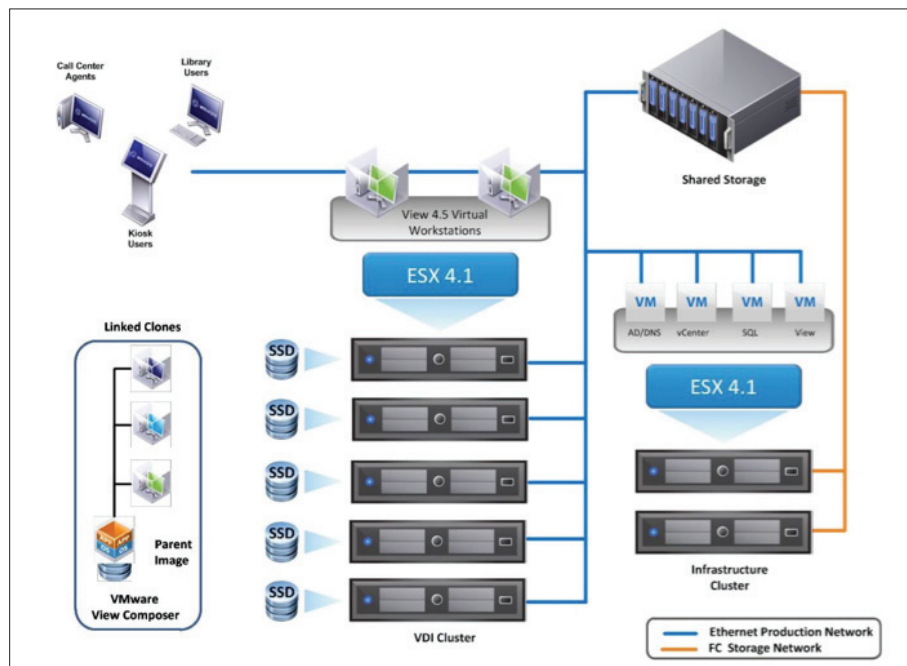 Call Center
Agents
Library
Users
Kiosk
Users
View 4.5 Virtual
Workstations
ESX 4.1
Shared Storage
VM
VM
VM
VM
AD/DNS
vCenter
SQL
View
ESX 4.1
Linked Clones
Parent
Image
VMware
View Composer
SSD
SSD
SSD
SSD
SSD
VDI Cluster
Infrastructure
Cluster
Ethernet Production Network
FC Storage Network